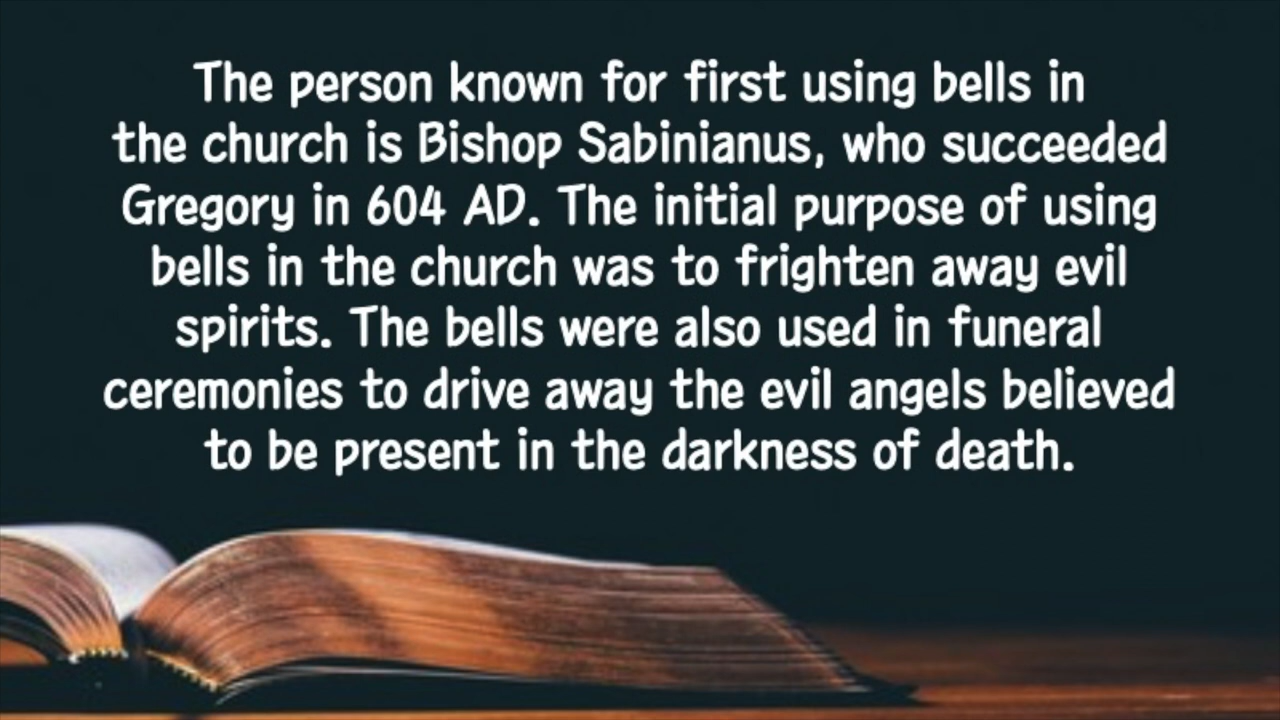 The person known for first using bells in
the church is Bishop Sabinianus, who succeeded
Gregory in 604 AD. The initial purpose of using
bells in the church was to frighten away evil
spirits. The bells were also used in funeral
ceremonies to drive away the evil angels believed
to be present in the darkness of death.